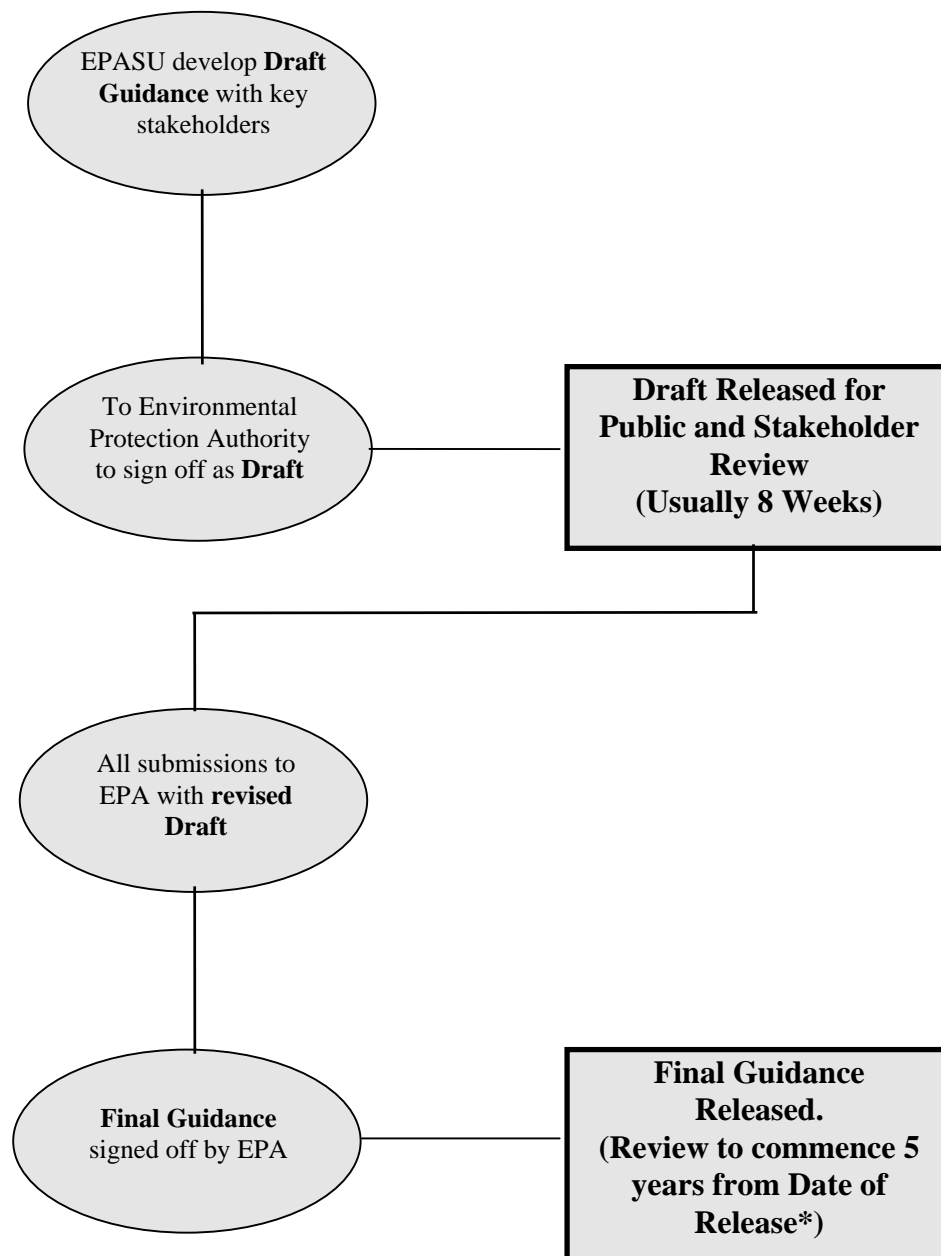 EPASU develop Draft
Guidance with key
stakeholders
To Environmental
Protection Authority
to sign off as Draft
Draft Released for
Public and Stakeholder
Review
(Usually 8 Weeks)
All submissions to
EPA with revised
Draft
Final Guidance
signed off by EPA
Final Guidance
Released.
(Review to commence 5
years from Date of
Release*)